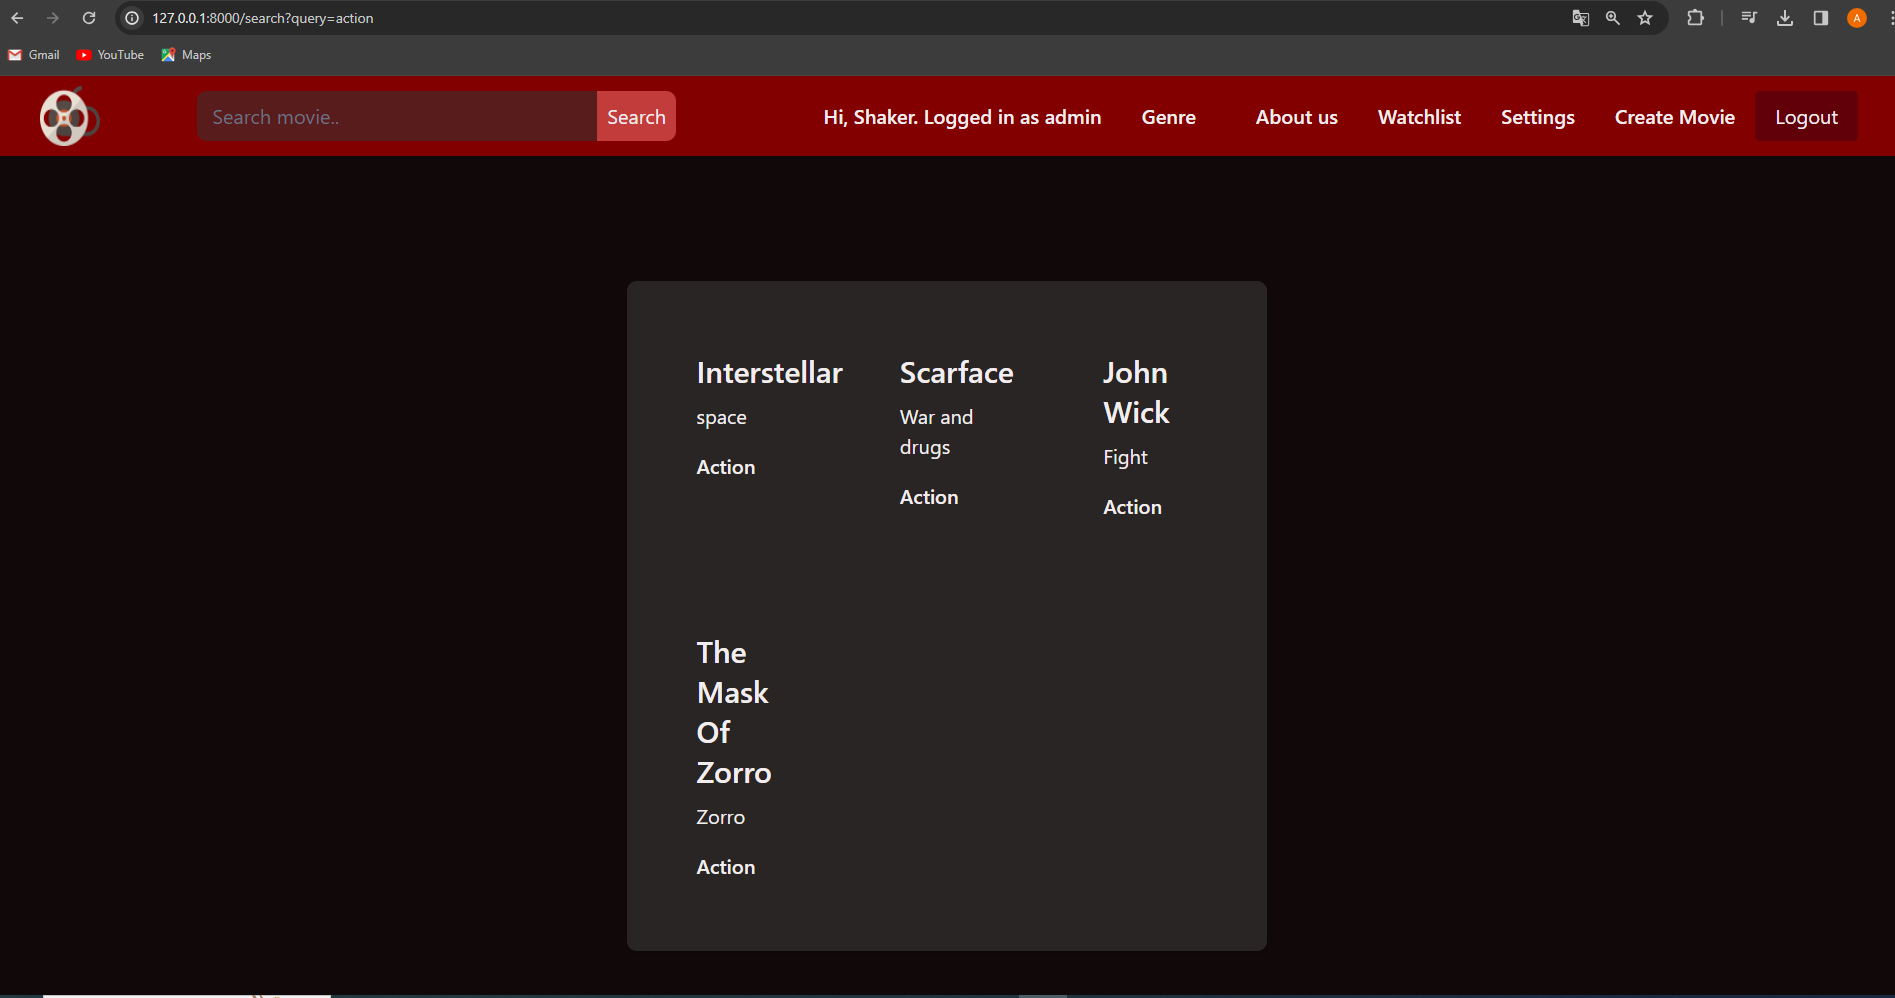 127.0.0.1:8000/search?query=action
Gmail YouTube Maps
Search movie.. Search Hi, Shaker. Logged in as admin Genre About us Watchlist Settings Create Movie Logout
Interstellar
space
Action
Scarface
War and
drugs
Action
John
Wick
Fight
Action
The
Mask
Of
Zorro
Zorro
Action
A